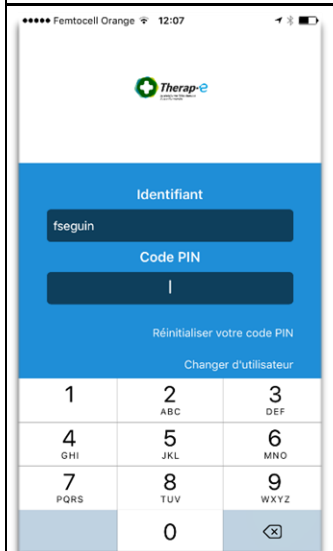 Femtocell Orange 12:07
Therap-e
Identifiant
fseguin
Code PIN
Réinitialiser votre code PIN
Changer d'utilisateur
1 2 3
ABC DEF
4 5 6
GHI JKL MNO
7 8 9
PQRS TUV WXYZ
0